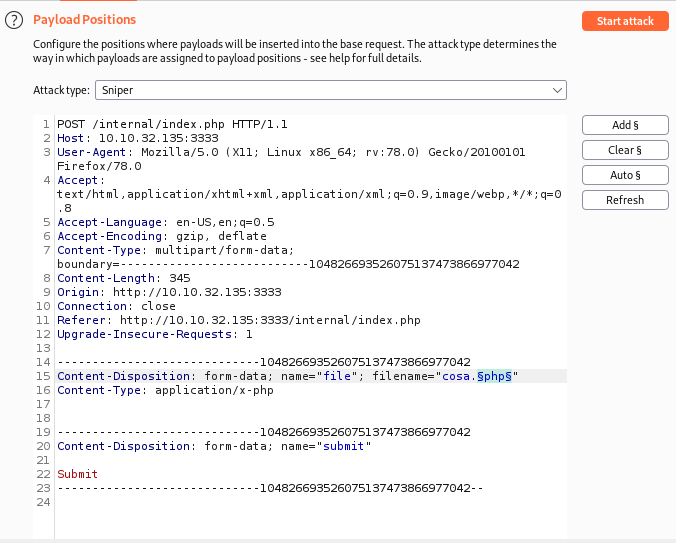 ? Payload Positions
Start attack
Configure the positions where payloads will be inserted into the base request. The attack type determines the
way in which payloads are assigned to payload positions - see help for full details.
Attack type: Sniper
Add §
Clear §
Auto §
Refresh
1 POST /internal/index.php HTTP/1.1
2 Host: 10.10.32.135:3333
3 User-Agent: Mozilla/5.0 (X11; Linux x86_64; rv:78.0) Gecko/20100101
Firefox/78.0
4 Accept:
text/html,application/xhtml+xml,application/xml;q=0.9,image/webp,*/*;q=0
.8
5 Accept-Language: en-US,en;q=0.5
6 Accept-Encoding: gzip, deflate
7 Content-Type: multipart/form-data;
boundary=---------------------------104826693526075137473866977042
8 Content-Length: 345
9 Origin: http://10.10.32.135:3333
10 Connection: close
11 Referer: http://10.10.32.135:3333/internal/index.php
12 Upgrade-Insecure-Requests: 1
13
14 -----------------------------104826693526075137473866977042
15 Content-Disposition: form-data; name="file"; filename="cosa.§php§"
16 Content-Type: application/x-php
17
18
19 -----------------------------104826693526075137473866977042
20 Content-Disposition: form-data; name="submit"
21
22 Submit
23 -----------------------------104826693526075137473866977042--
24